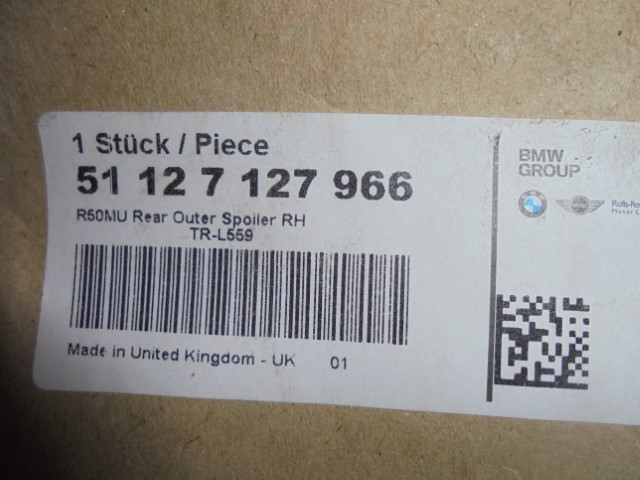 1 Stück / Piece
51 12 7 127 966
R50MU Rear Outer Spoiler RH
TR-L559
Made in United Kingdom - UK 01
BMW
GROUP
Motor C